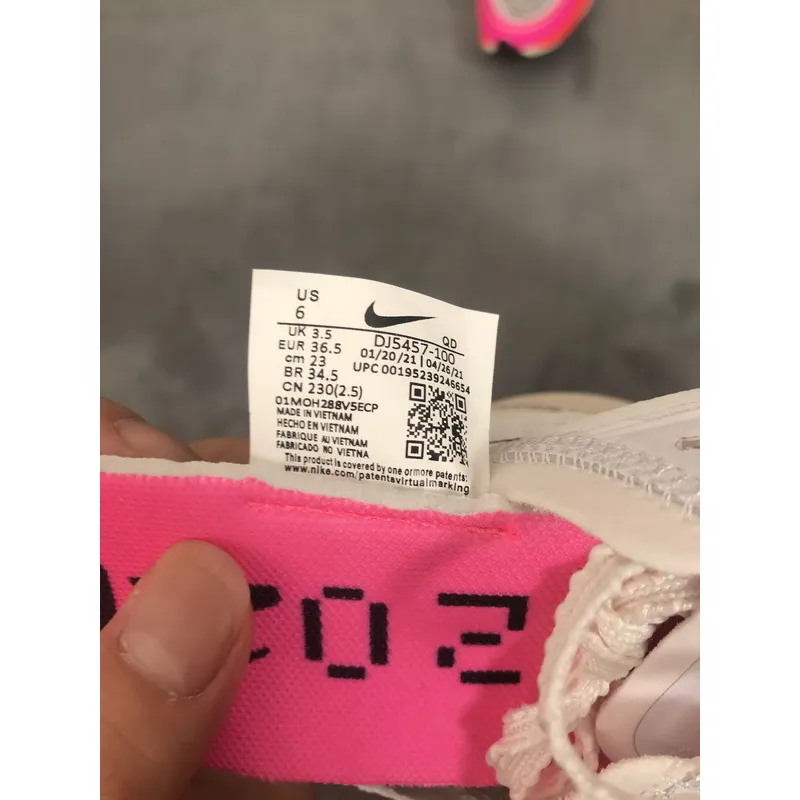 US
6
UK 3.5
EUR 36.5
cm 23
BR 34.5
CN 230(2.5)
QD
DJ5457-100
01/20/21 | 04/26/21
UPC 00195239246654
01MOH288V5ECP
MADE IN VIETNAM
HECHO EN VIETNAM
FABRIQUE AU VIETNAM
FABRICADO NO VIETNA
This product is covered by one ormore patents:
www.nike.com/patentsvirtualmarking